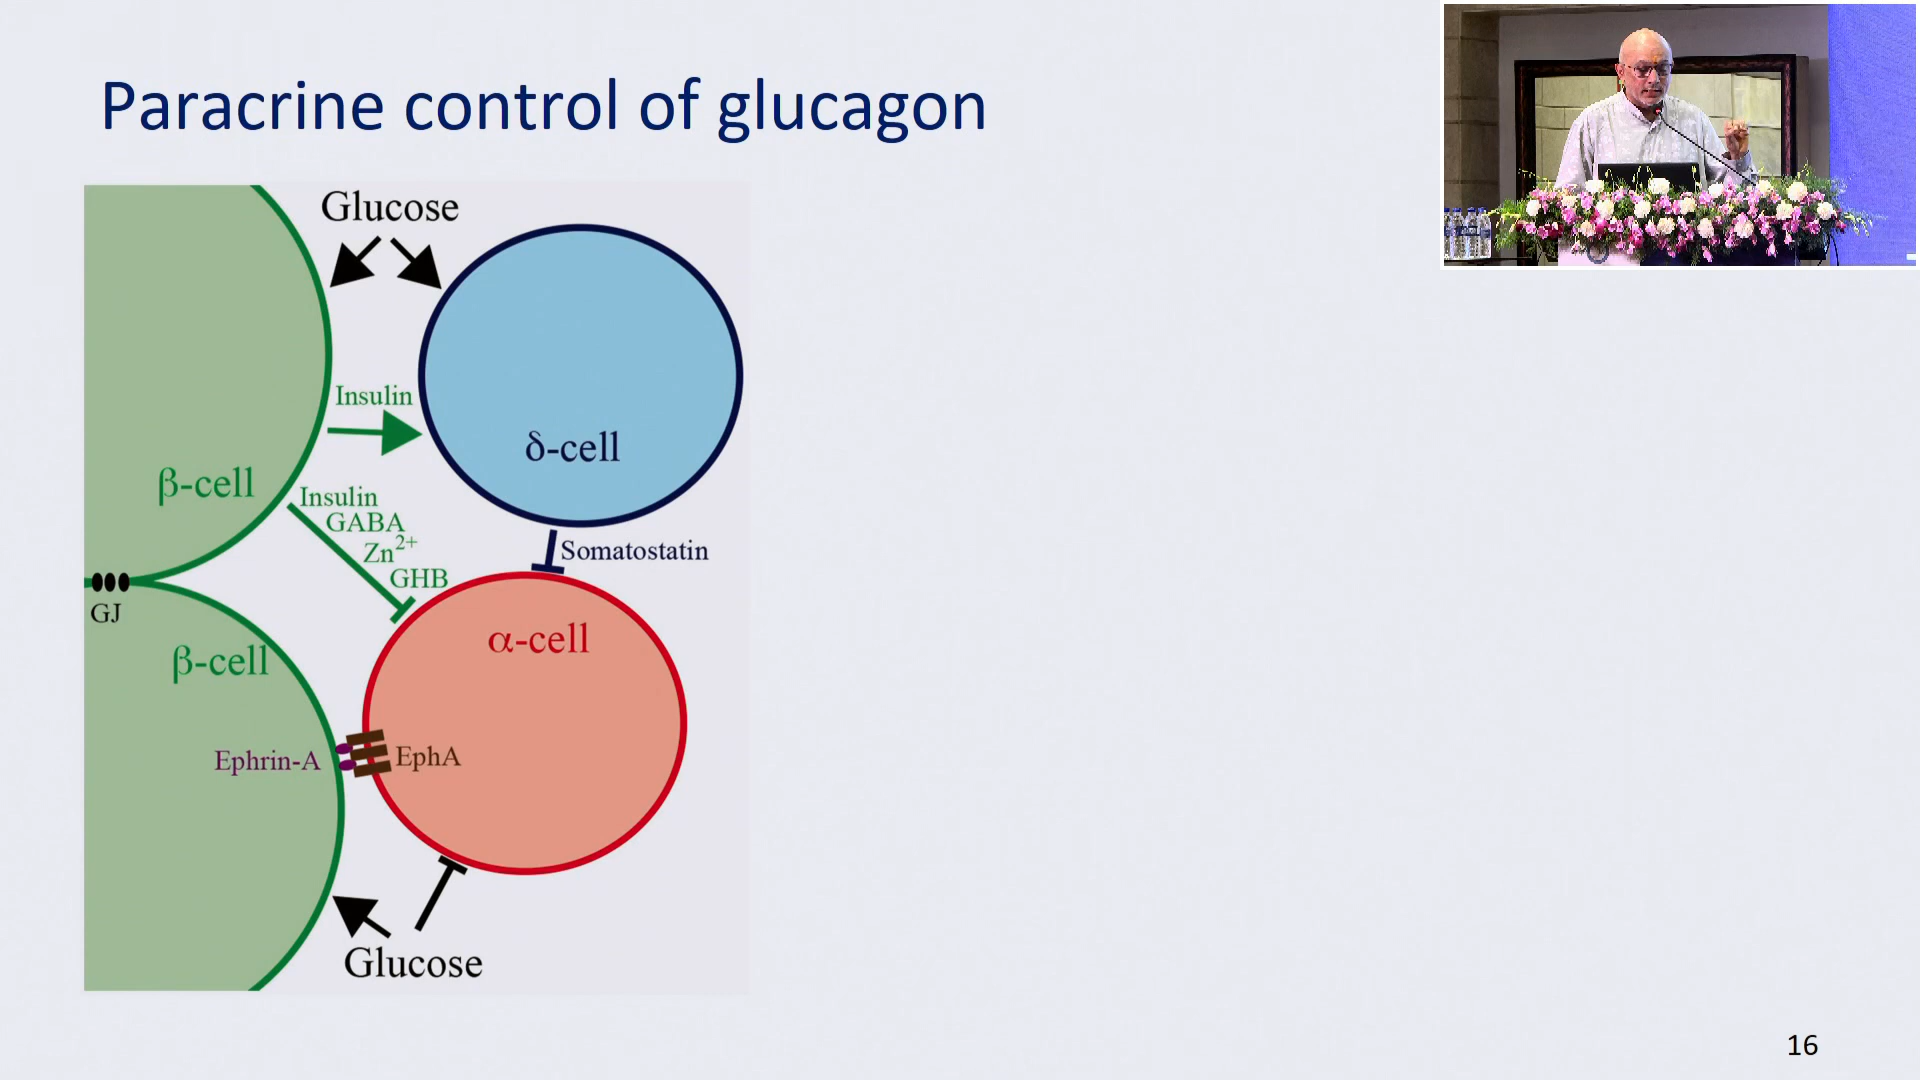 Paracrine control of glucagon
Glucose
Insulin
δ-cell
β-cell
Insulin
GABA
Zn2+
GHB
Somatostatin
GJ
α-cell
β-cell
Ephrin-A
EphA
Glucose
16